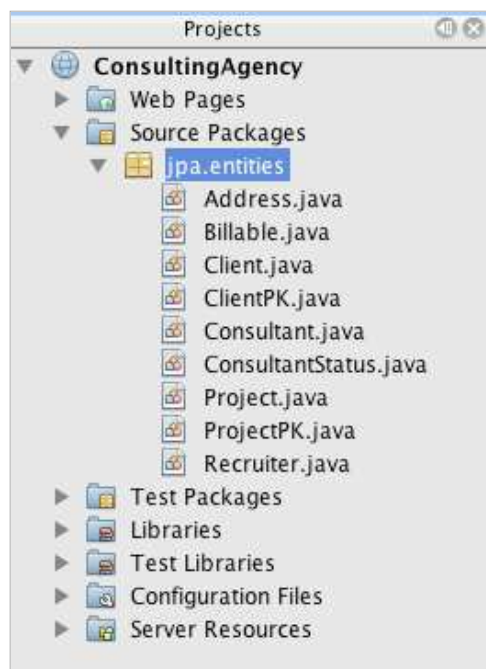 Projects
ConsultingAgency
Web Pages
Source Packages
jpa.entities
Address.java
Billable.java
Client.java
ClientPK.java
Consultant.java
ConsultantStatus.java
Project.java
ProjectPK.java
Recruiter.java
Test Packages
Libraries
Test Libraries
Configuration Files
Server Resources